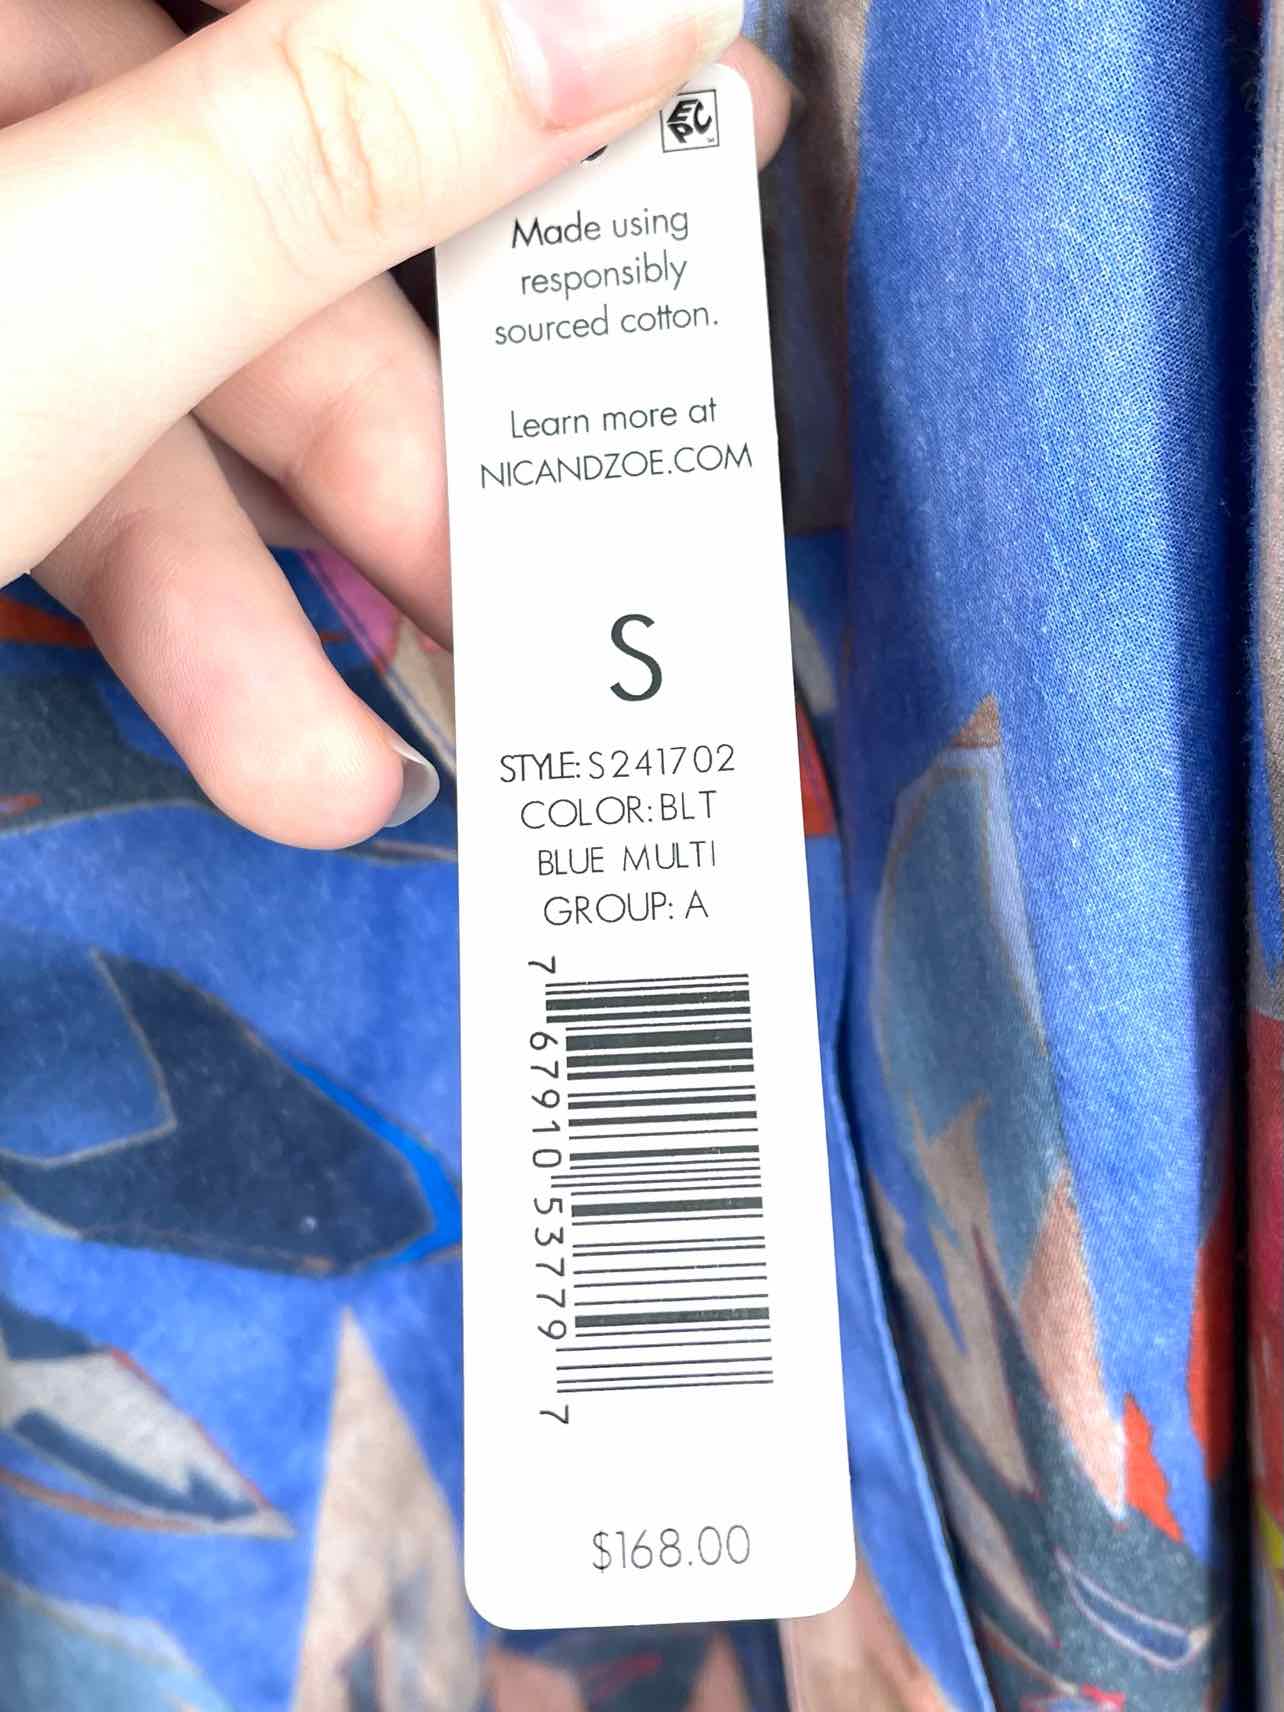 EPC
Made using
responsibly
sourced cotton.
Learn more at
NICANDZOE.COM
S
STYLE: S241702
COLOR: BLT
BLUE MULTI
GROUP: A
7 67910 53779 7
$168.00